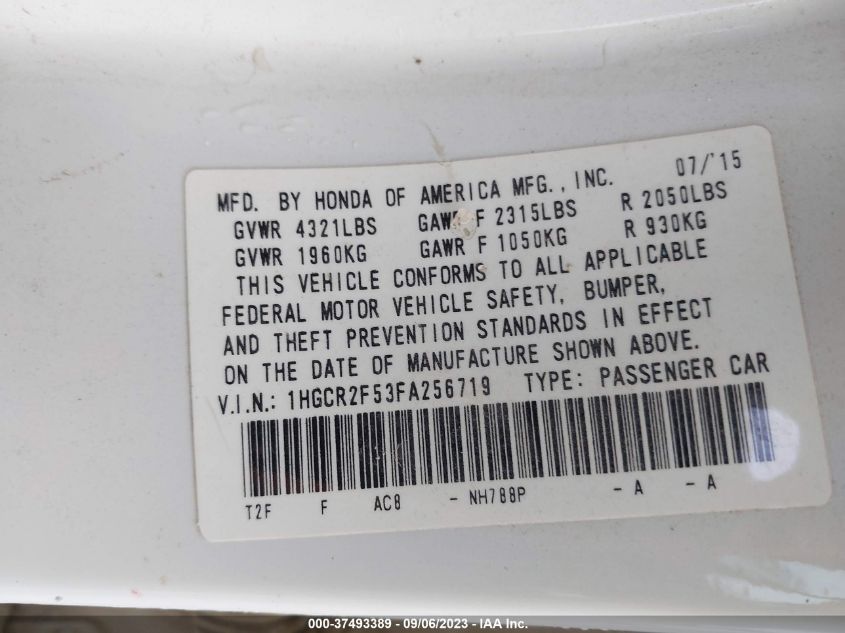 MFD. BY HONDA OF AMERICA MFG., INC. 07/'15
GVWR 4321LBS GAWR F 2315LBS R 2050LBS
GVWR 1960KG GAWR F 1050KG R 930KG
THIS VEHICLE CONFORMS TO ALL APPLICABLE
FEDERAL MOTOR VEHICLE SAFETY, BUMPER,
AND THEFT PREVENTION STANDARDS IN EFFECT
ON THE DATE OF MANUFACTURE SHOWN ABOVE.
V.I.N.: 1HGCR2F53FA256719 TYPE: PASSENGER CAR
T2F F AC8 - NH788P - A - A
000-37493389 - 09/06/2023 - IAA Inc.